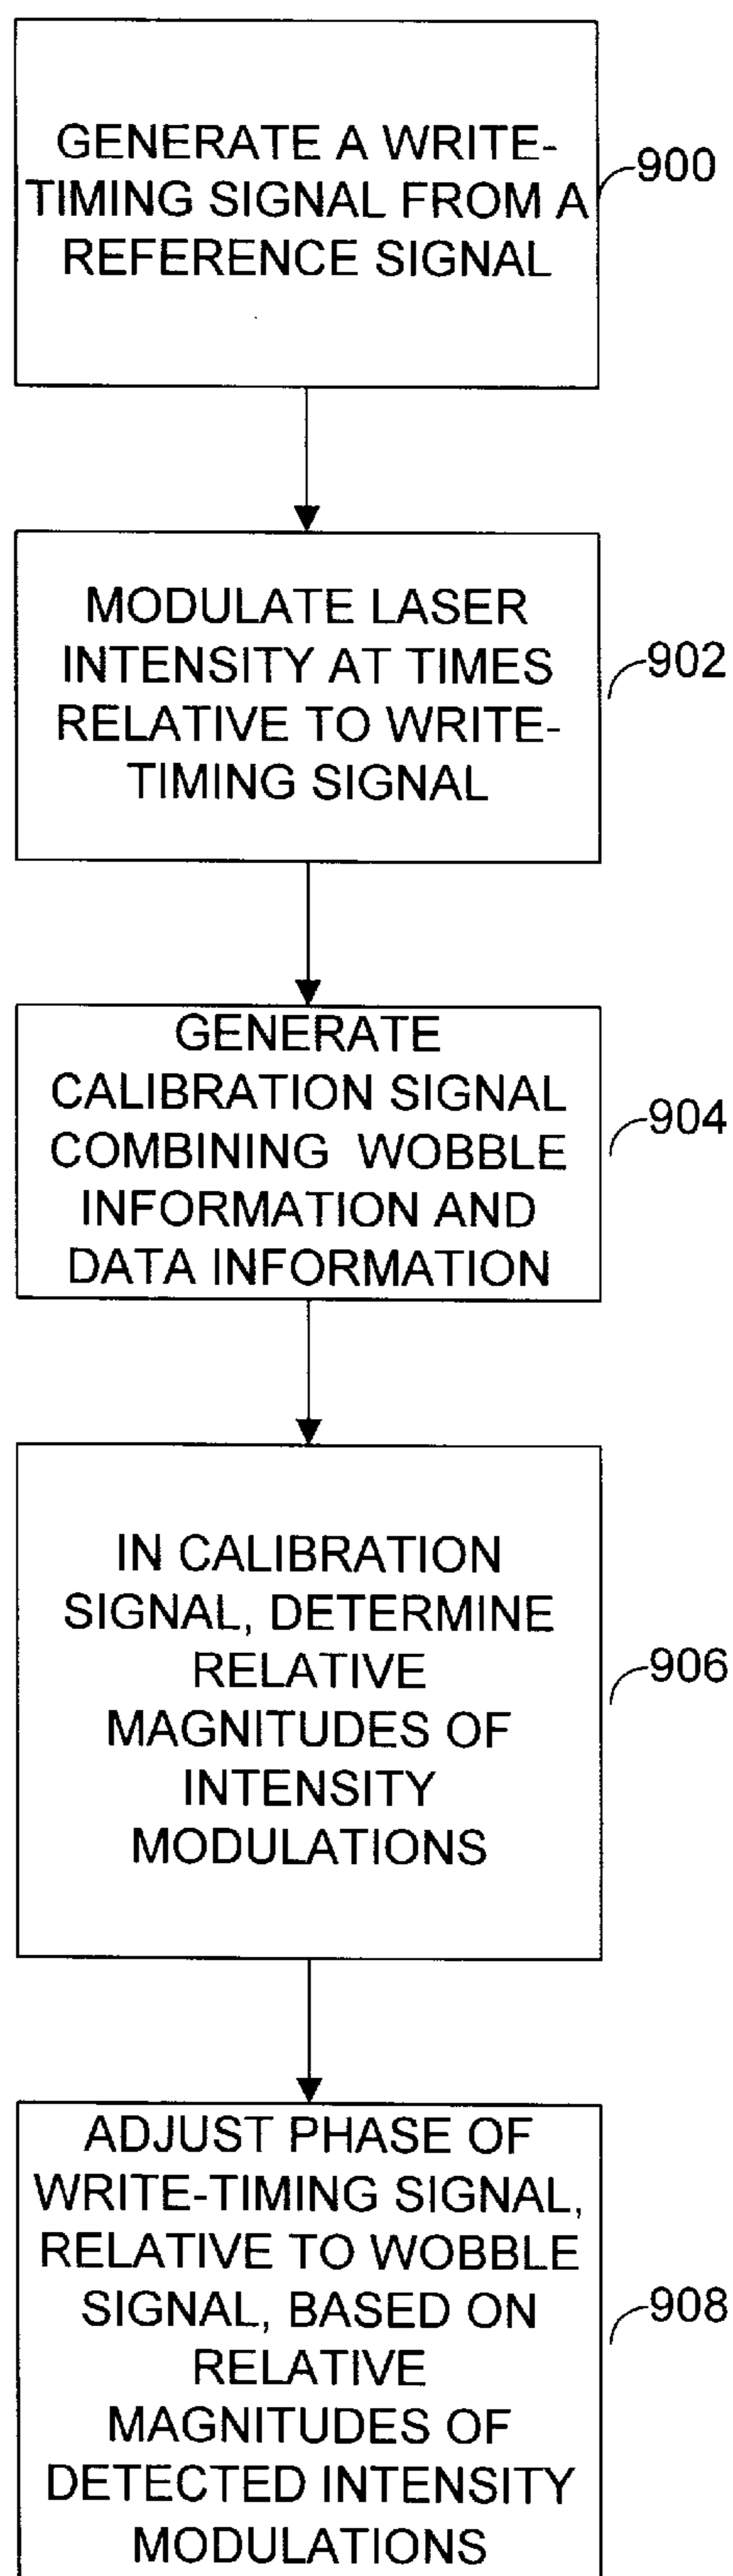 GENERATE A WRITE-
TIMING SIGNAL FROM A
REFERENCE SIGNAL
900
MODULATE LASER
INTENSITY AT TIMES
RELATIVE TO WRITE-
TIMING SIGNAL
902
GENERATE
CALIBRATION SIGNAL
COMBINING WOBBLE
INFORMATION AND
DATA INFORMATION
904
IN CALIBRATION
SIGNAL, DETERMINE
RELATIVE
MAGNITUDES OF
INTENSITY
MODULATIONS
906
ADJUST PHASE OF
WRITE-TIMING SIGNAL,
RELATIVE TO WOBBLE
SIGNAL, BASED ON
RELATIVE
MAGNITUDES OF
DETECTED INTENSITY
MODULATIONS
908